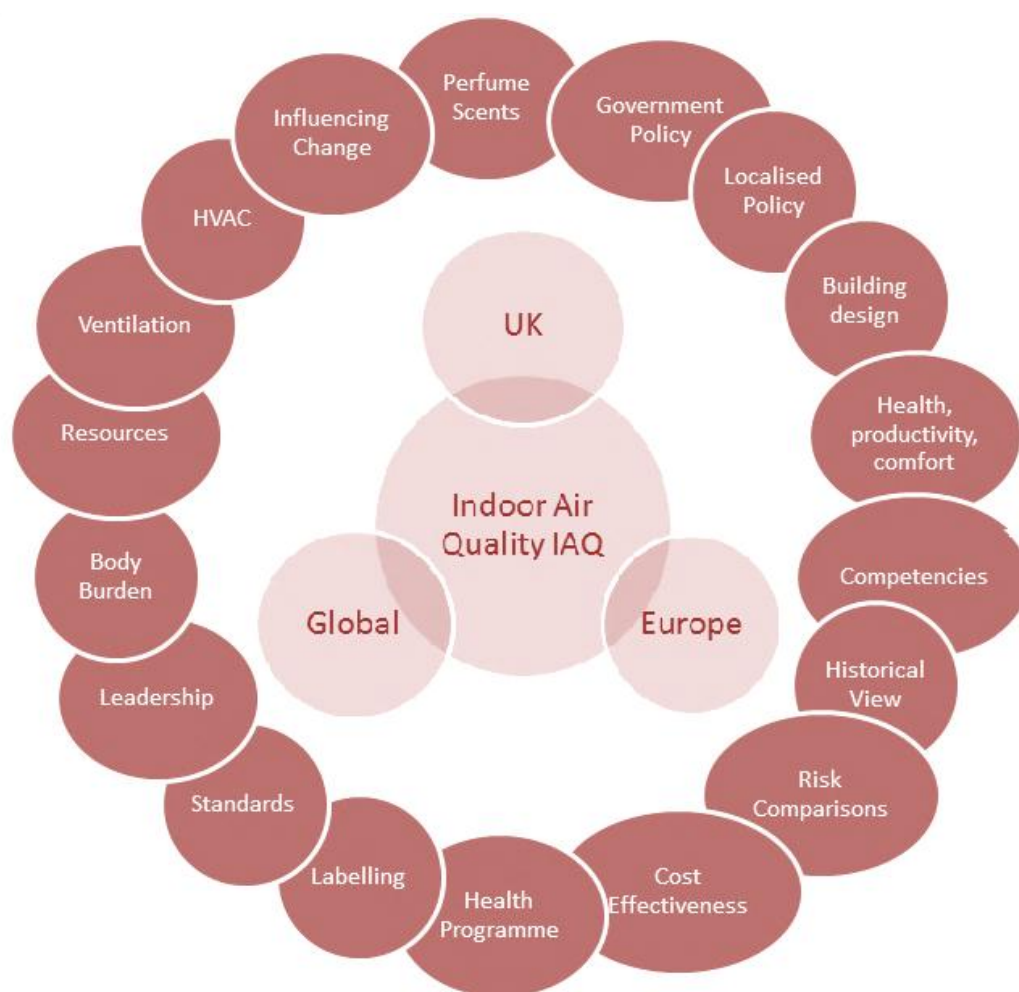 Perfume
Scents
Government
Policy
Localised
Policy
Building
design
Health,
productivity,
comfort
Competencies
Historical
View
Risk
Comparisons
Cost
Effectiveness
Health
Programme
Labelling
Standards
Leadership
Body
Burden
Resources
Ventilation
HVAC
Influencing
Change
UK
Indoor Air
Quality IAQ
Global
Europe